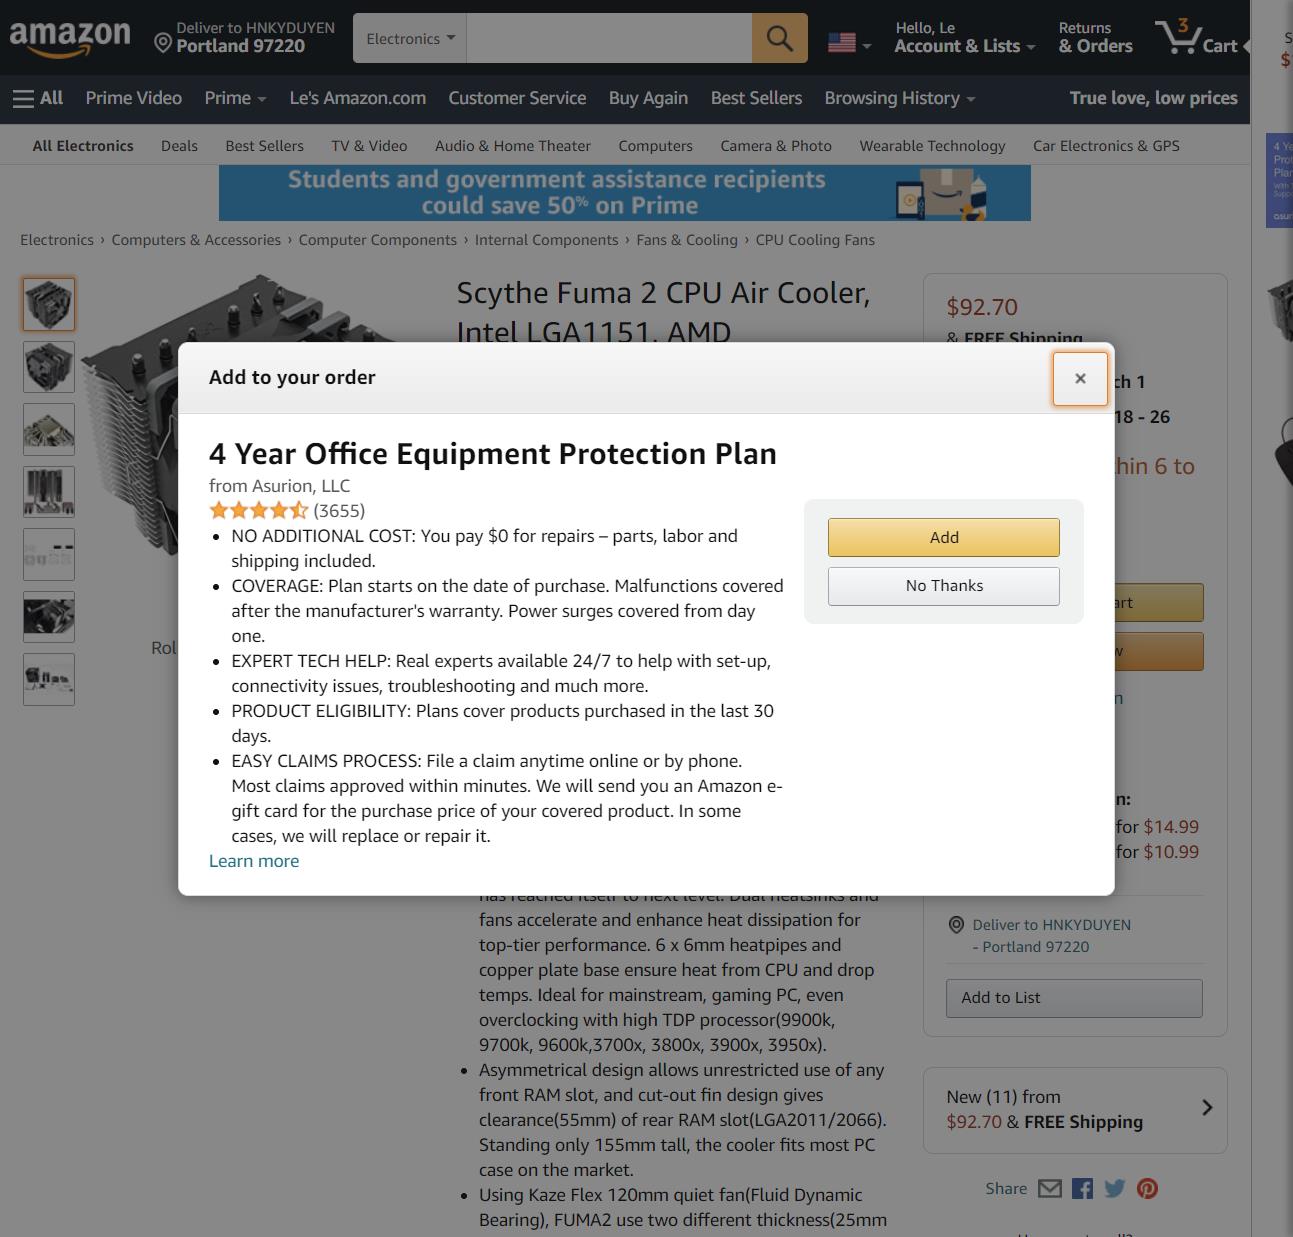 amazon
Deliver to HNKYDUYEN
Portland 97220
Electronics
Hello, Le
Account & Lists
Returns
& Orders
3
Cart
All
Prime Video
Prime
Le's Amazon.com
Customer Service
Buy Again
Best Sellers
Browsing History
True love, low prices
All Electronics
Deals
Best Sellers
TV & Video
Audio & Home Theater
Computers
Camera & Photo
Wearable Technology
Car Electronics & GPS
Students and government assistance recipients
could save 50% on Prime
Electronics › Computers & Accessories › Computer Components › Internal Components › Fans & Cooling › CPU Cooling Fans
Scythe Fuma 2 CPU Air Cooler,
Intel LGA1151, AMD
$92.70
& FREE Shipping
Add to your order
×
4 Year Office Equipment Protection Plan
from Asurion, LLC
(3655)
• NO ADDITIONAL COST: You pay $0 for repairs – parts, labor and
shipping included.
• COVERAGE: Plan starts on the date of purchase. Malfunctions covered
after the manufacturer's warranty. Power surges covered from day
one.
• EXPERT TECH HELP: Real experts available 24/7 to help with set-up,
connectivity issues, troubleshooting and much more.
• PRODUCT ELIGIBILITY: Plans cover products purchased in the last 30
days.
• EASY CLAIMS PROCESS: File a claim anytime online or by phone.
Most claims approved within minutes. We will send you an Amazon e-
gift card for the purchase price of your covered product. In some
cases, we will replace or repair it.
Learn more
Add
No Thanks
ch 1
18 - 26
hin 6 to
art
w
n
n:
for $14.99
for $10.99
Rol
has reached itself to next level. Dual heatsinks and
fans accelerate and enhance heat dissipation for
top-tier performance. 6 x 6mm heatpipes and
copper plate base ensure heat from CPU and drop
temps. Ideal for mainstream, gaming PC, even
overclocking with high TDP processor(9900k,
9700k, 9600k,3700x, 3800x, 3900x, 3950x).
• Asymmetrical design allows unrestricted use of any
front RAM slot, and cut-out fin design gives
clearance(55mm) of rear RAM slot(LGA2011/2066).
Standing only 155mm tall, the cooler fits most PC
case on the market.
• Using Kaze Flex 120mm quiet fan(Fluid Dynamic
Bearing), FUMA2 use two different thickness(25mm
Deliver to HNKYDUYEN
- Portland 97220
Add to List
New (11) from
$92.70 & FREE Shipping
Share
S
$
4 Ye
Pro
Pla
asur